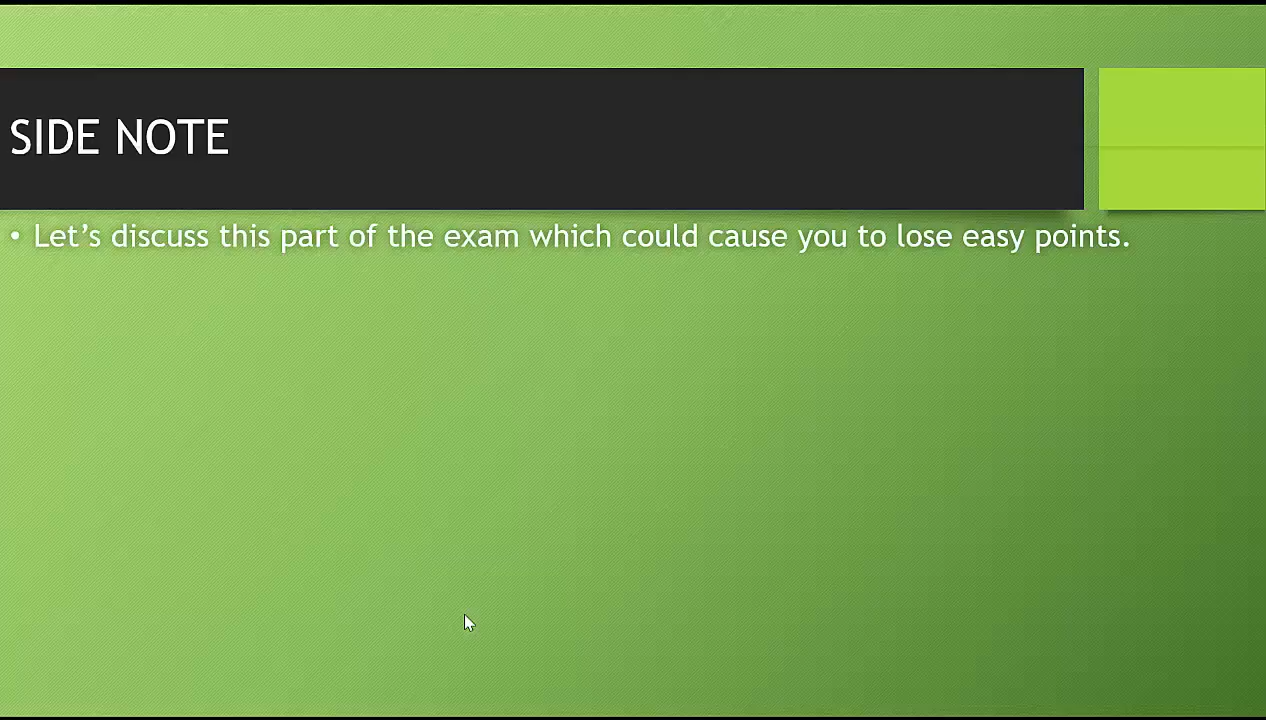 SIDE NOTE
• Let’s discuss this part of the exam which could cause you to lose easy points.